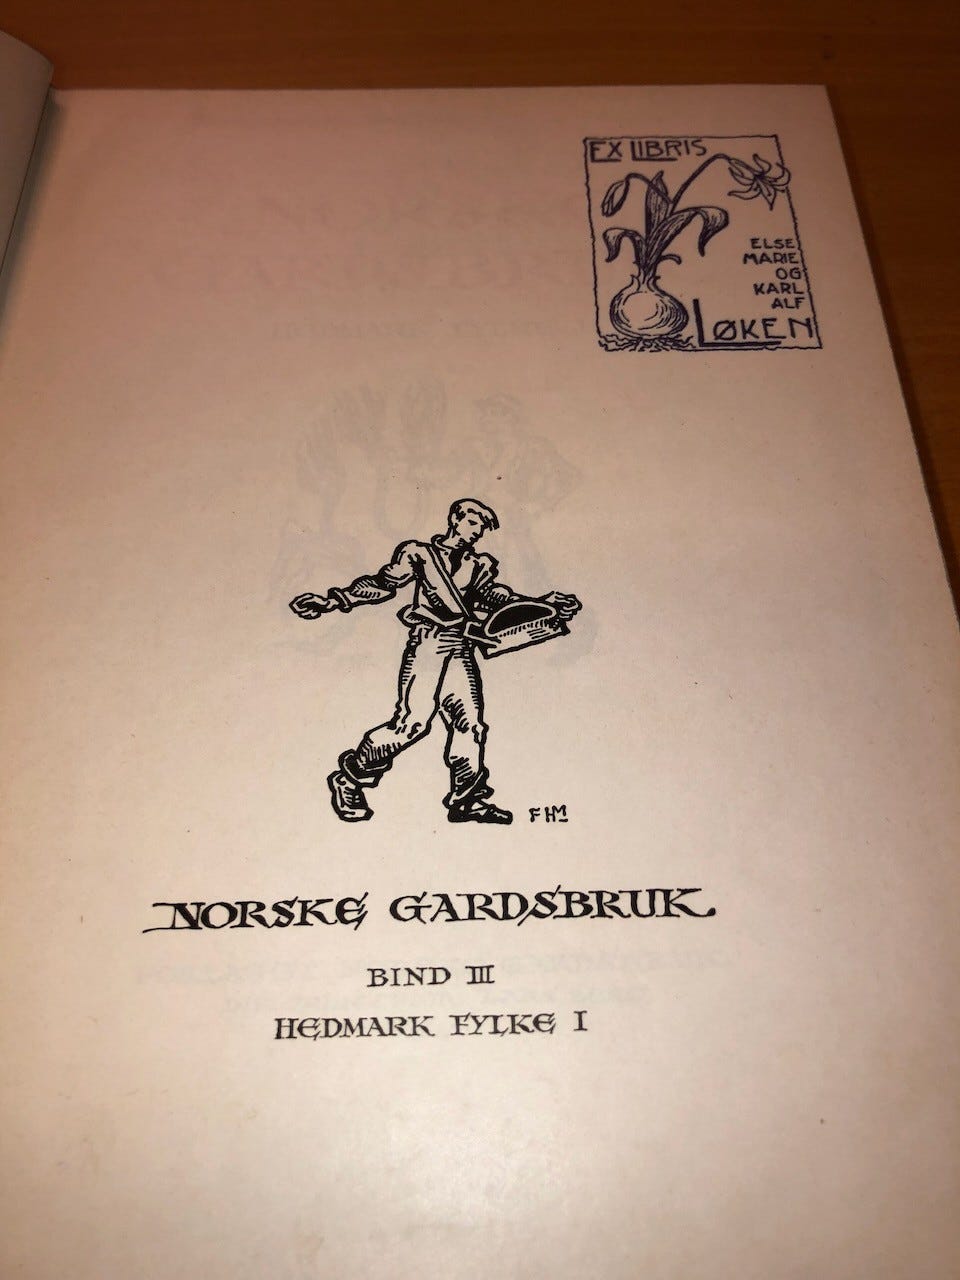 EX LIBRIS
ELSE
MARIE
OG
KARL
ALF
LØKEN
FHM
NORSKE GARDSBRUK
BIND III
HEDMARK FYLKE I